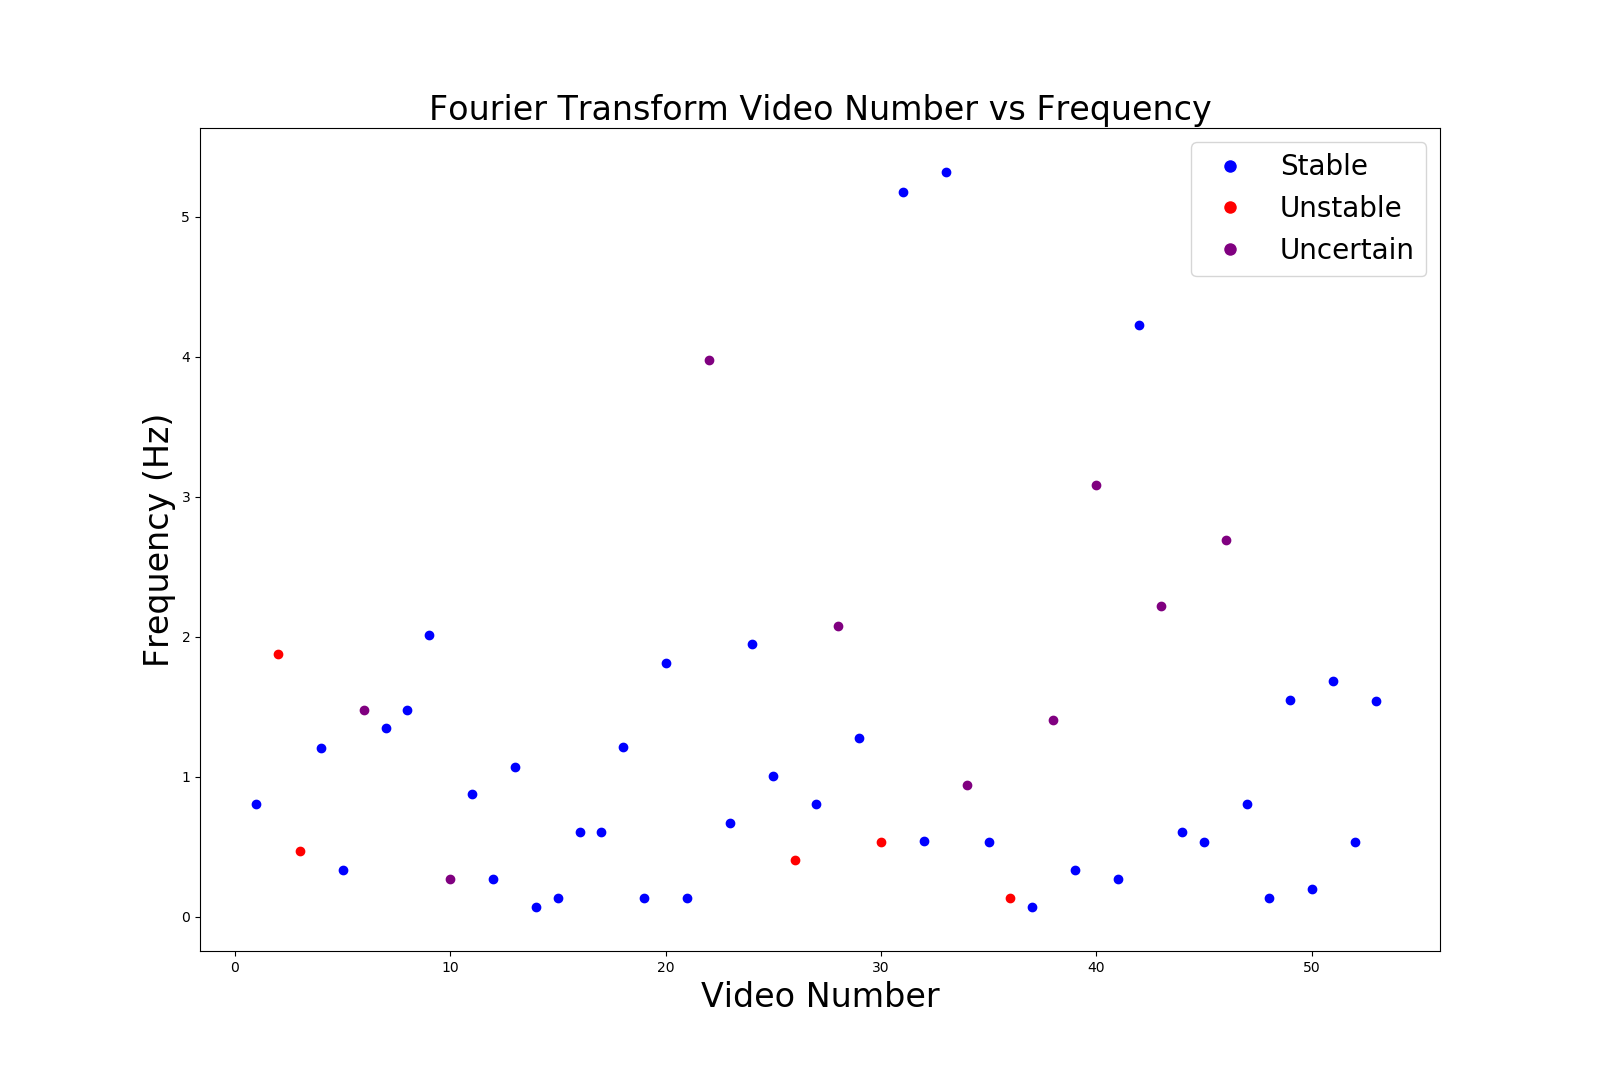 Fourier Transform Video Number vs Frequency
Stable
Unstable
Uncertain
5
4
3
2
1
0
Frequency (Hz)
0 10 20 30 40 50
Video Number